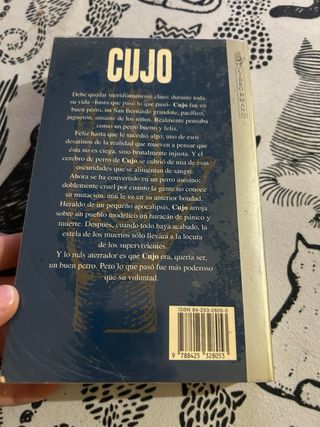 CUJO
Debe quedar meridianamente claro: durante toda
su vida –hasta que pasó lo que pasó– Cujo fue un
buen perro, un San Bernardo grandote, pacífico,
juguetón, amante de los niños. Realmente pensaba
como un perro bueno y feliz.
Feliz hasta que le sucedió algo; uno de esos
desatinos de la realidad que mueven a pensar que
ésta no es ciega, sino brutalmente injusta. Y el
cerebro de perro de Cujo se cubrió de una de esas
oscuridades que se alimentan de sangre.
Ahora se ha convertido en un perro asesino;
doblemente cruel por cuanto la gente no conoce
su mutación, aún le ve en su anterior bondad.
Heraldo de un pequeño apocalipsis, Cujo arroja
sobre un pueblo modélico un huracán de pánico y
muerte. Después, cuando todo haya acabado, la
estela de los muertos sólo llevará a la locura
de los supervivientes.
Y lo más aterrador es que Cujo era, quería ser,
un buen perro. Pero lo que pasó fue más poderoso
que su voluntad.
ISBN 84-253-2805-5
9 788425 328053